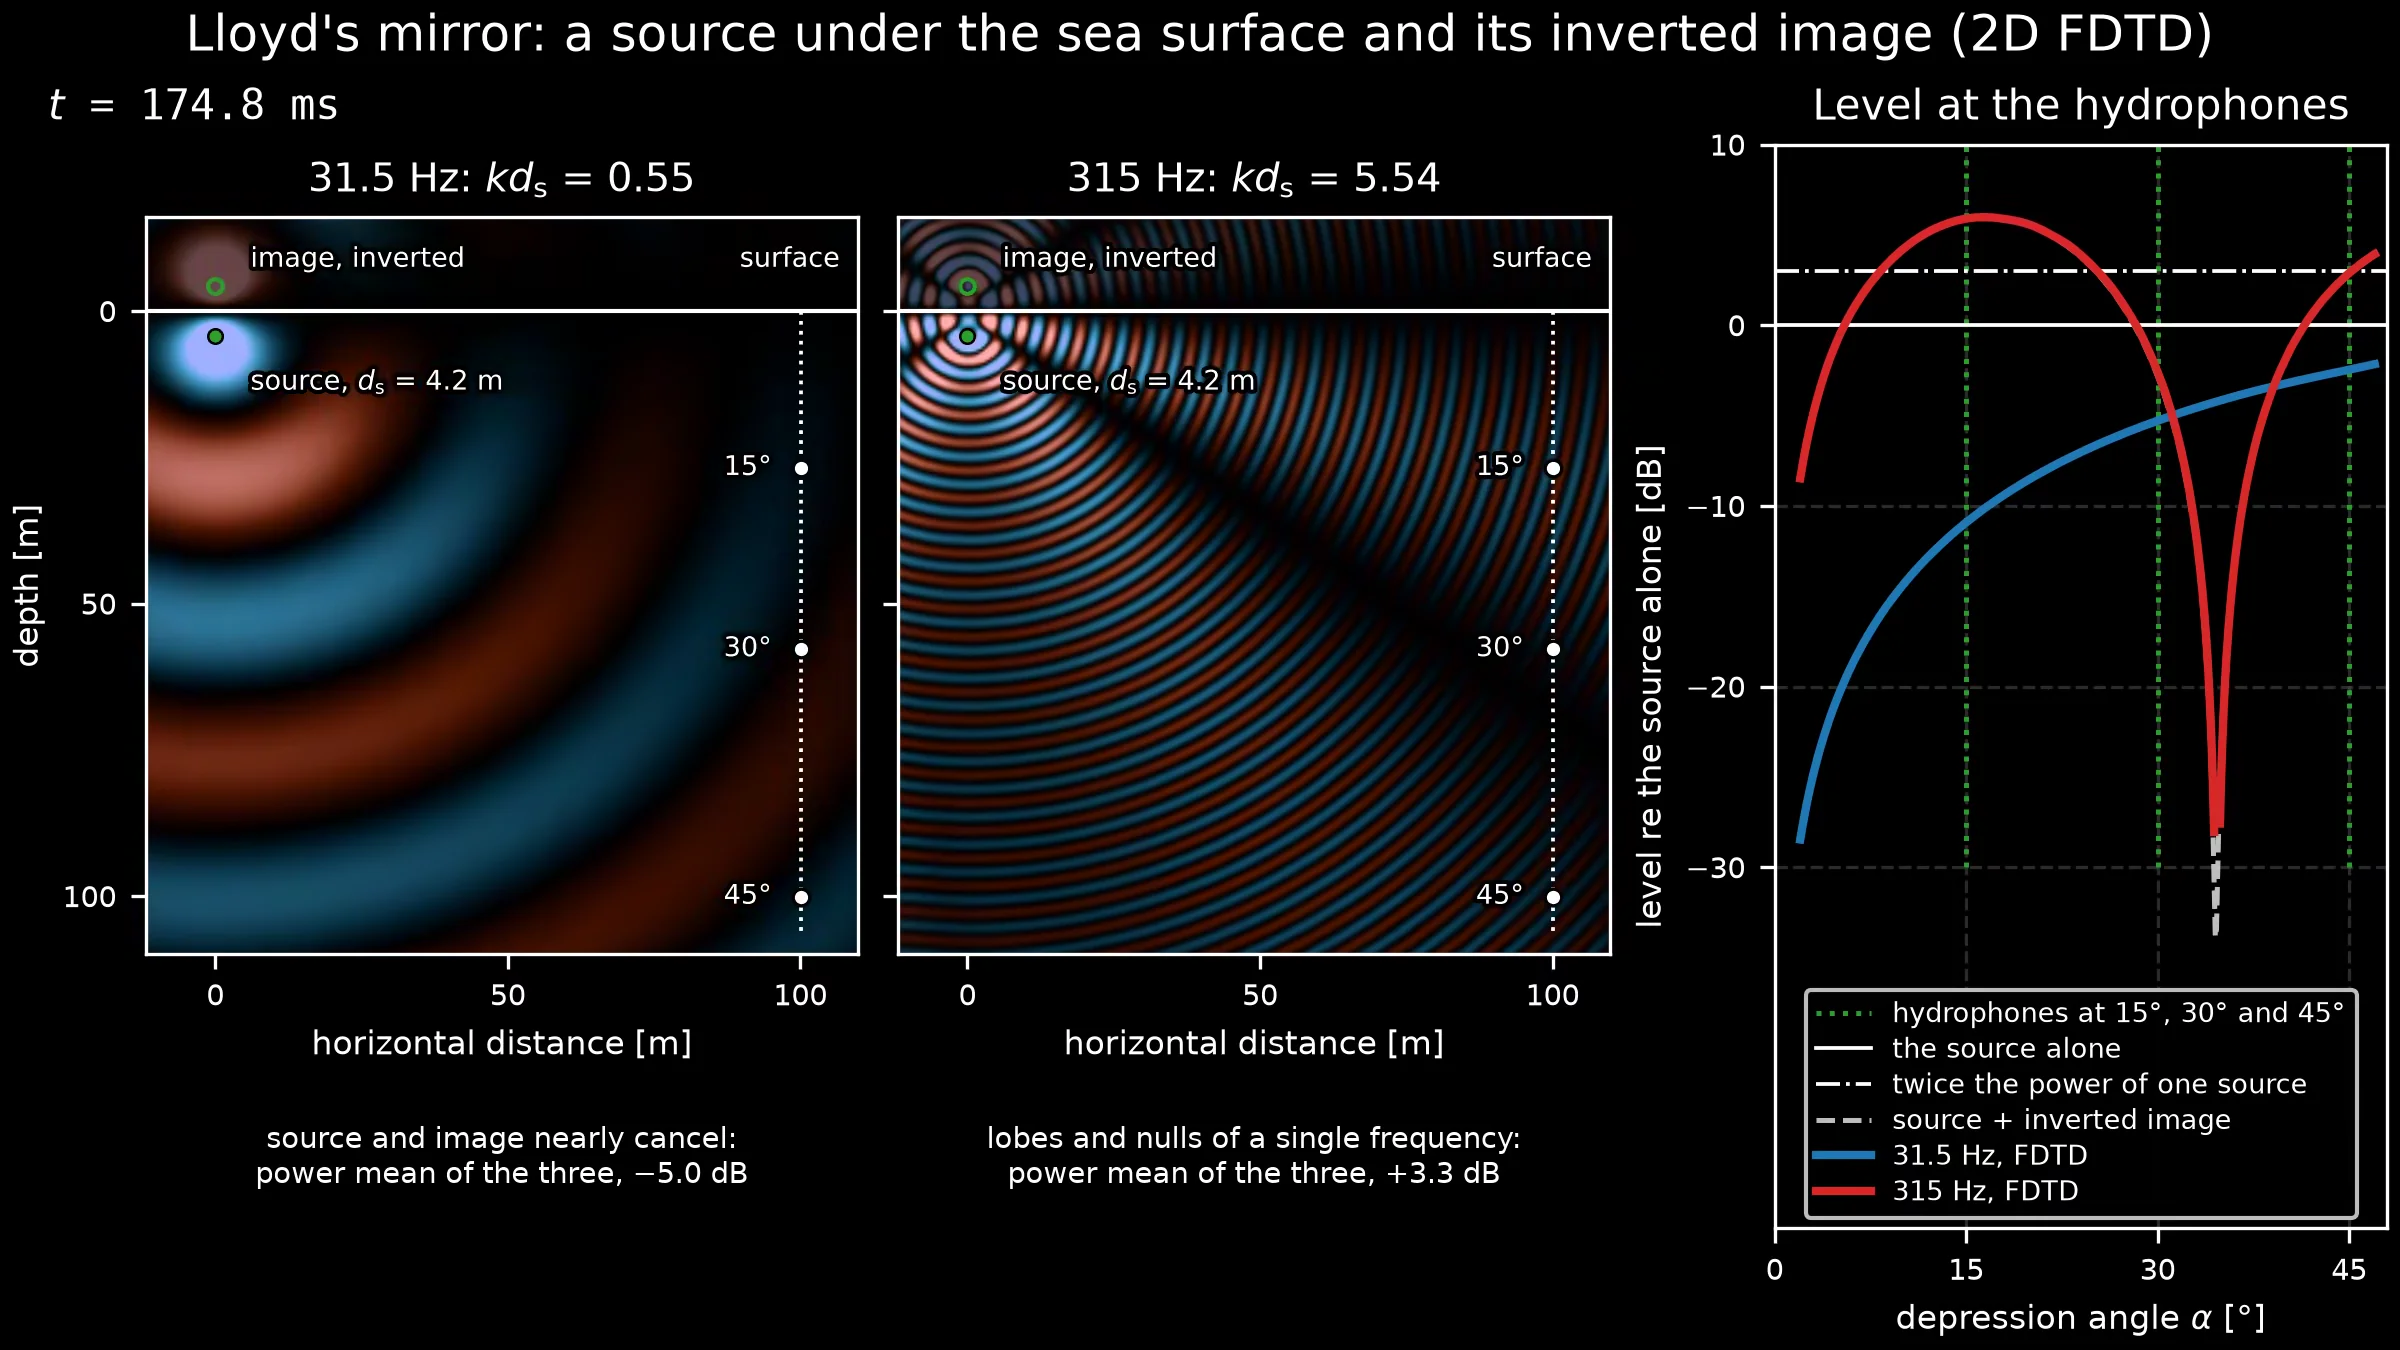 Lloyd's mirror: a source under the sea surface and its inverted image (2D FDTD)
t = 174.8 ms
31.5 Hz: kdₛ = 0.55
image, inverted
surface
source, dₛ = 4.2 m
15°
30°
45°
0
50
100
depth [m]
0
50
100
horizontal distance [m]
source and image nearly cancel:
power mean of the three, −5.0 dB
315 Hz: kdₛ = 5.54
image, inverted
surface
source, dₛ = 4.2 m
15°
30°
45°
0
50
100
horizontal distance [m]
lobes and nulls of a single frequency:
power mean of the three, +3.3 dB
Level at the hydrophones
10
0
−10
−20
−30
level re the source alone [dB]
hydrophones at 15°, 30° and 45°
the source alone
twice the power of one source
source + inverted image
31.5 Hz, FDTD
315 Hz, FDTD
0
15
30
45
depression angle α [°]